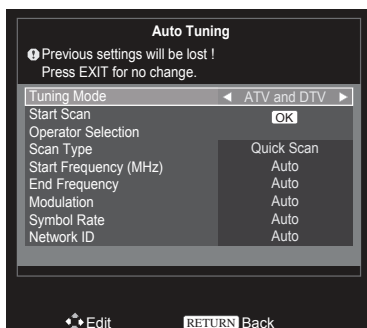 Auto Tuning
Previous settings will be lost !
Press EXIT for no change.
Tuning Mode ATV and DTV
Start Scan OK
Operator Selection
Scan Type Quick Scan
Start Frequency (MHz) Auto
End Frequency Auto
Modulation Auto
Symbol Rate Auto
Network ID Auto
Edit RETURN Back